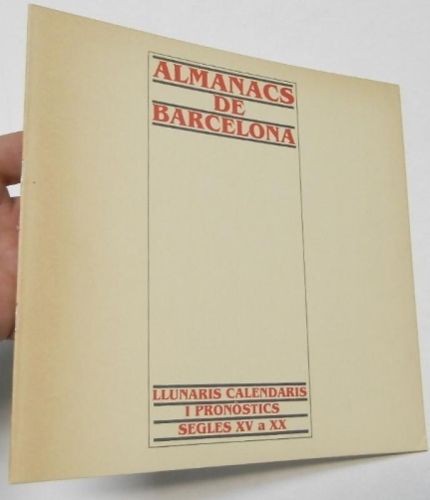 ALMANACS
DE
BARCELONA
LLUNARIS CALENDARIS
I PRONÒSTICS
SEGLES XV a XX